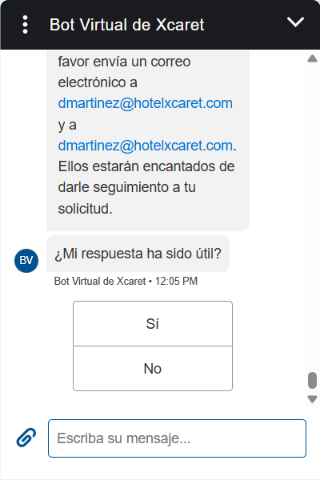 Bot Virtual de Xcaret
favor envía un correo
electrónico a
dmartinez@hotelxcaret.com
y a
dmartinez@hotelxcaret.com.
Ellos estarán encantados de
darle seguimiento a tu
solicitud.
¿Mi respuesta ha sido útil?
BV
Bot Virtual de Xcaret • 12:05 PM
Sí
No
Escriba su mensaje...